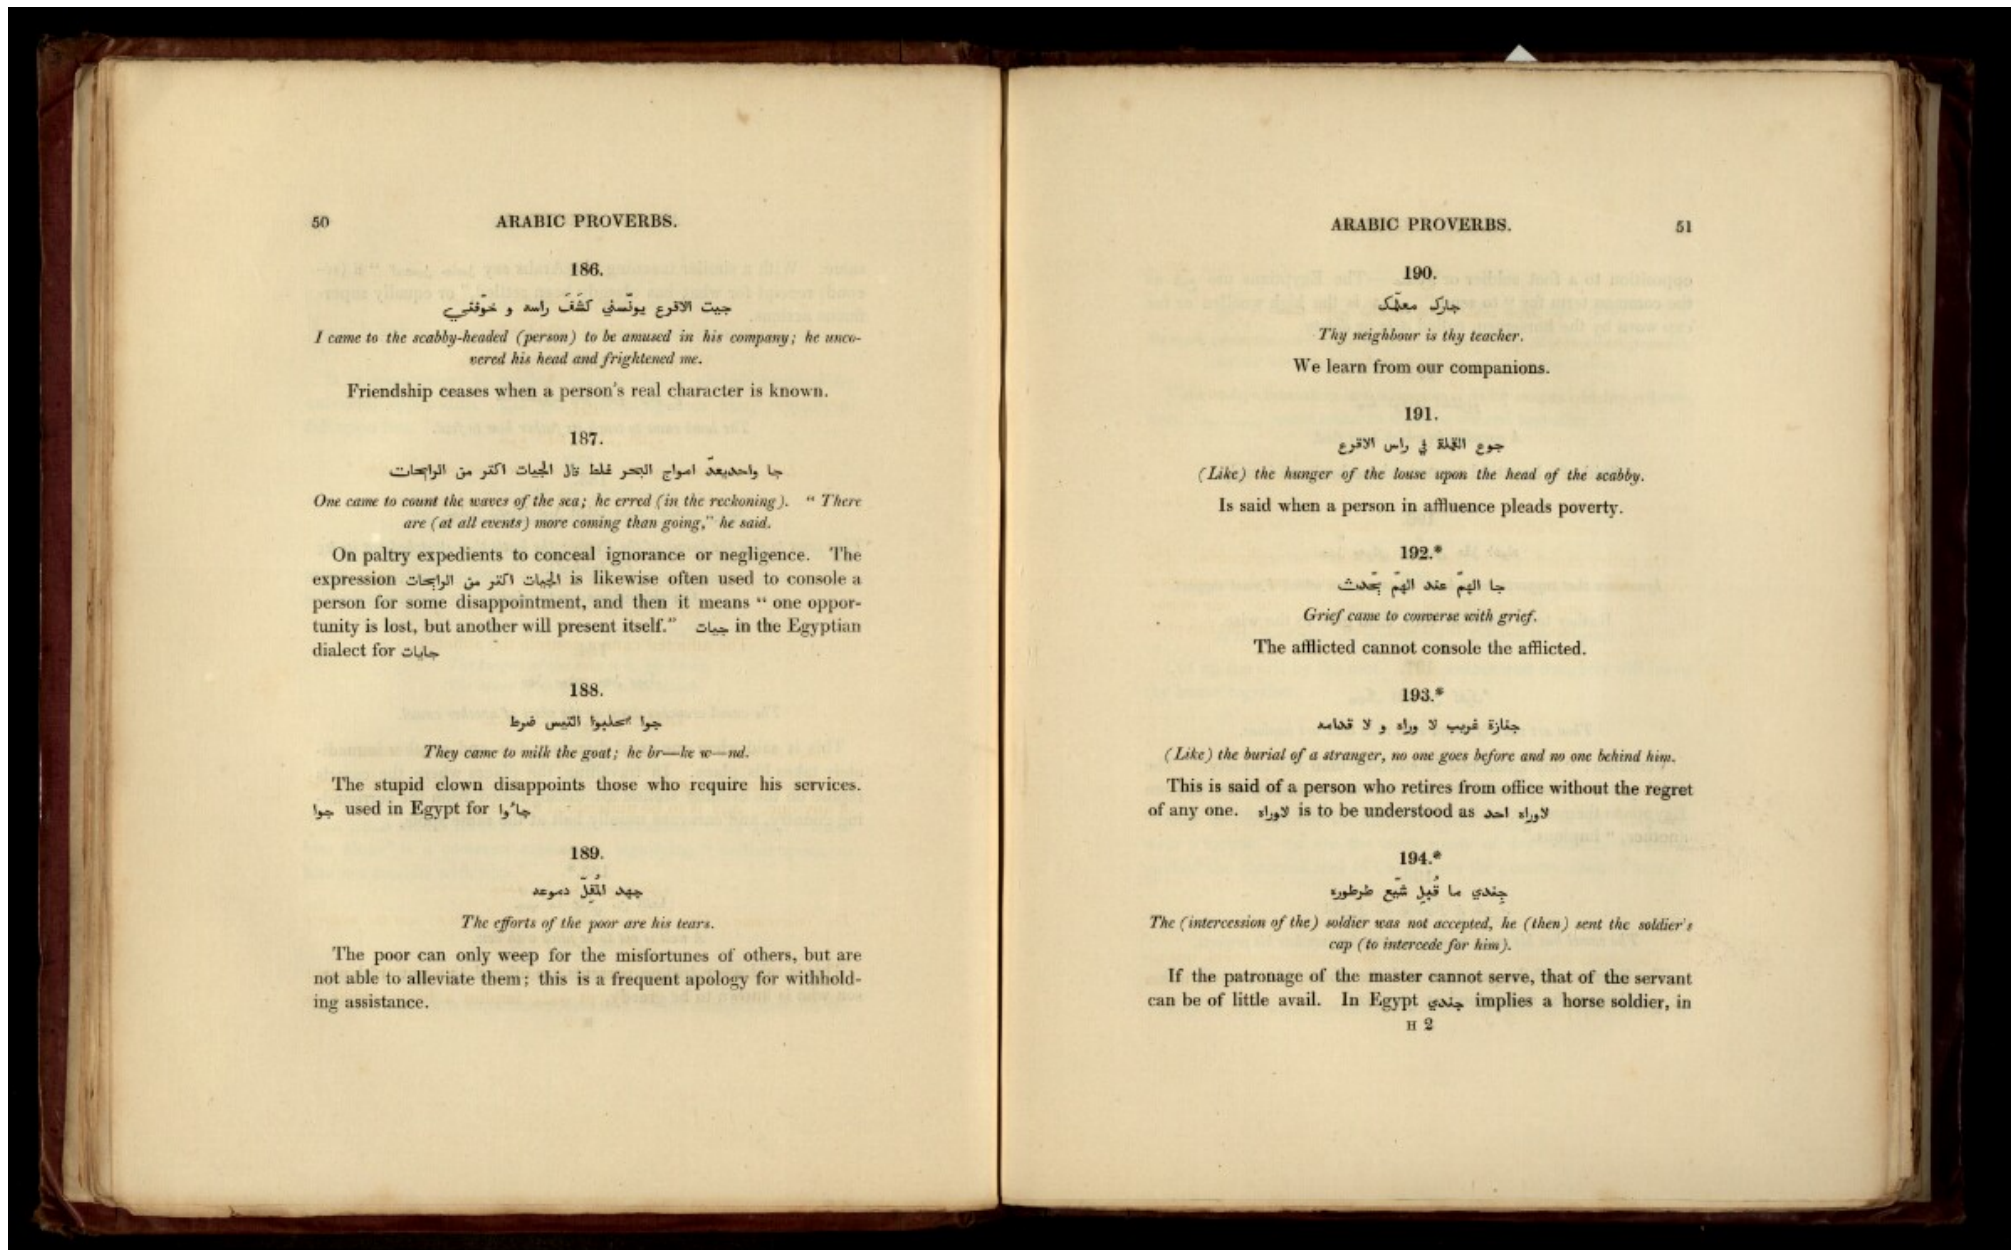 50 ARABIC PROVERBS.
186.
جيت الاقرع يونّسني كشَفَ راسه و خوّفني
I came to the scabby-headed (person) to be amused in his company; he unco-
vered his head and frightened me.
Friendship ceases when a person's real character is known.
187.
جا واحديعدّ امواج البحر غلط قال الجيات اكتر من الرايحات
One came to count the waves of the sea; he erred (in the reckoning). “ There
are (at all events) more coming than going,” he said.
On paltry expedients to conceal ignorance or negligence. The
expression الجيات اكتر من الرايحات is likewise often used to console a
person for some disappointment, and then it means “ one oppor-
tunity is lost, but another will present itself.” جيات in the Egyptian
dialect for جايات
188.
جوا يحلبوا التيس ضرط
They came to milk the goat; he br—ke w—nd.
The stupid clown disappoints those who require his services.
جوا used in Egypt for جاءوا
189.
جهد المُقِلّ دموعه
The efforts of the poor are his tears.
The poor can only weep for the misfortunes of others, but are
not able to alleviate them; this is a frequent apology for withhold-
ing assistance.
ARABIC PROVERBS. 51
190.
جارك معلّمك
Thy neighbour is thy teacher.
We learn from our companions.
191.
جوع القملة في راس الاقرع
(Like) the hunger of the louse upon the head of the scabby.
Is said when a person in affluence pleads poverty.
192.*
جا الهمّ عند الهمّ يتّحدث
Grief came to converse with grief.
The afflicted cannot console the afflicted.
193.*
جنازة غريب لا وراه و لا قدامه
(Like) the burial of a stranger, no one goes before and no one behind him.
This is said of a person who retires from office without the regret
of any one. لاوراه is to be understood as لاوراه احد
194.*
جِندي ما قُبِل شيّع طرطوره
The (intercession of the) soldier was not accepted, he (then) sent the soldier's
cap (to intercede for him).
If the patronage of the master cannot serve, that of the servant
can be of little avail. In Egypt جندي implies a horse soldier, in
H 2